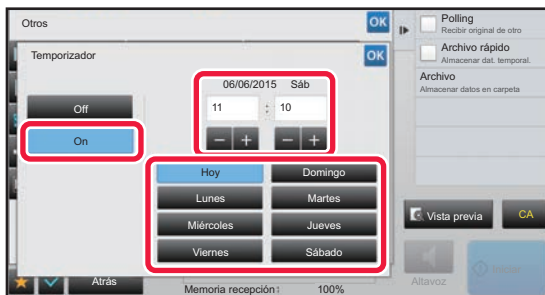 Otros
OK
Temporizador
OK
06/06/2015 Sáb
11 : 10
Off
On
Hoy
Domingo
Lunes
Martes
Miércoles
Jueves
Viernes
Sábado
Atrás
Memoria recepción: 100%
Polling
Recibir original de otro
Archivo rápido
Almacenar dat. temporal.
Archivo
Almacenar datos en carpeta
Vista previa
CA
Altavoz